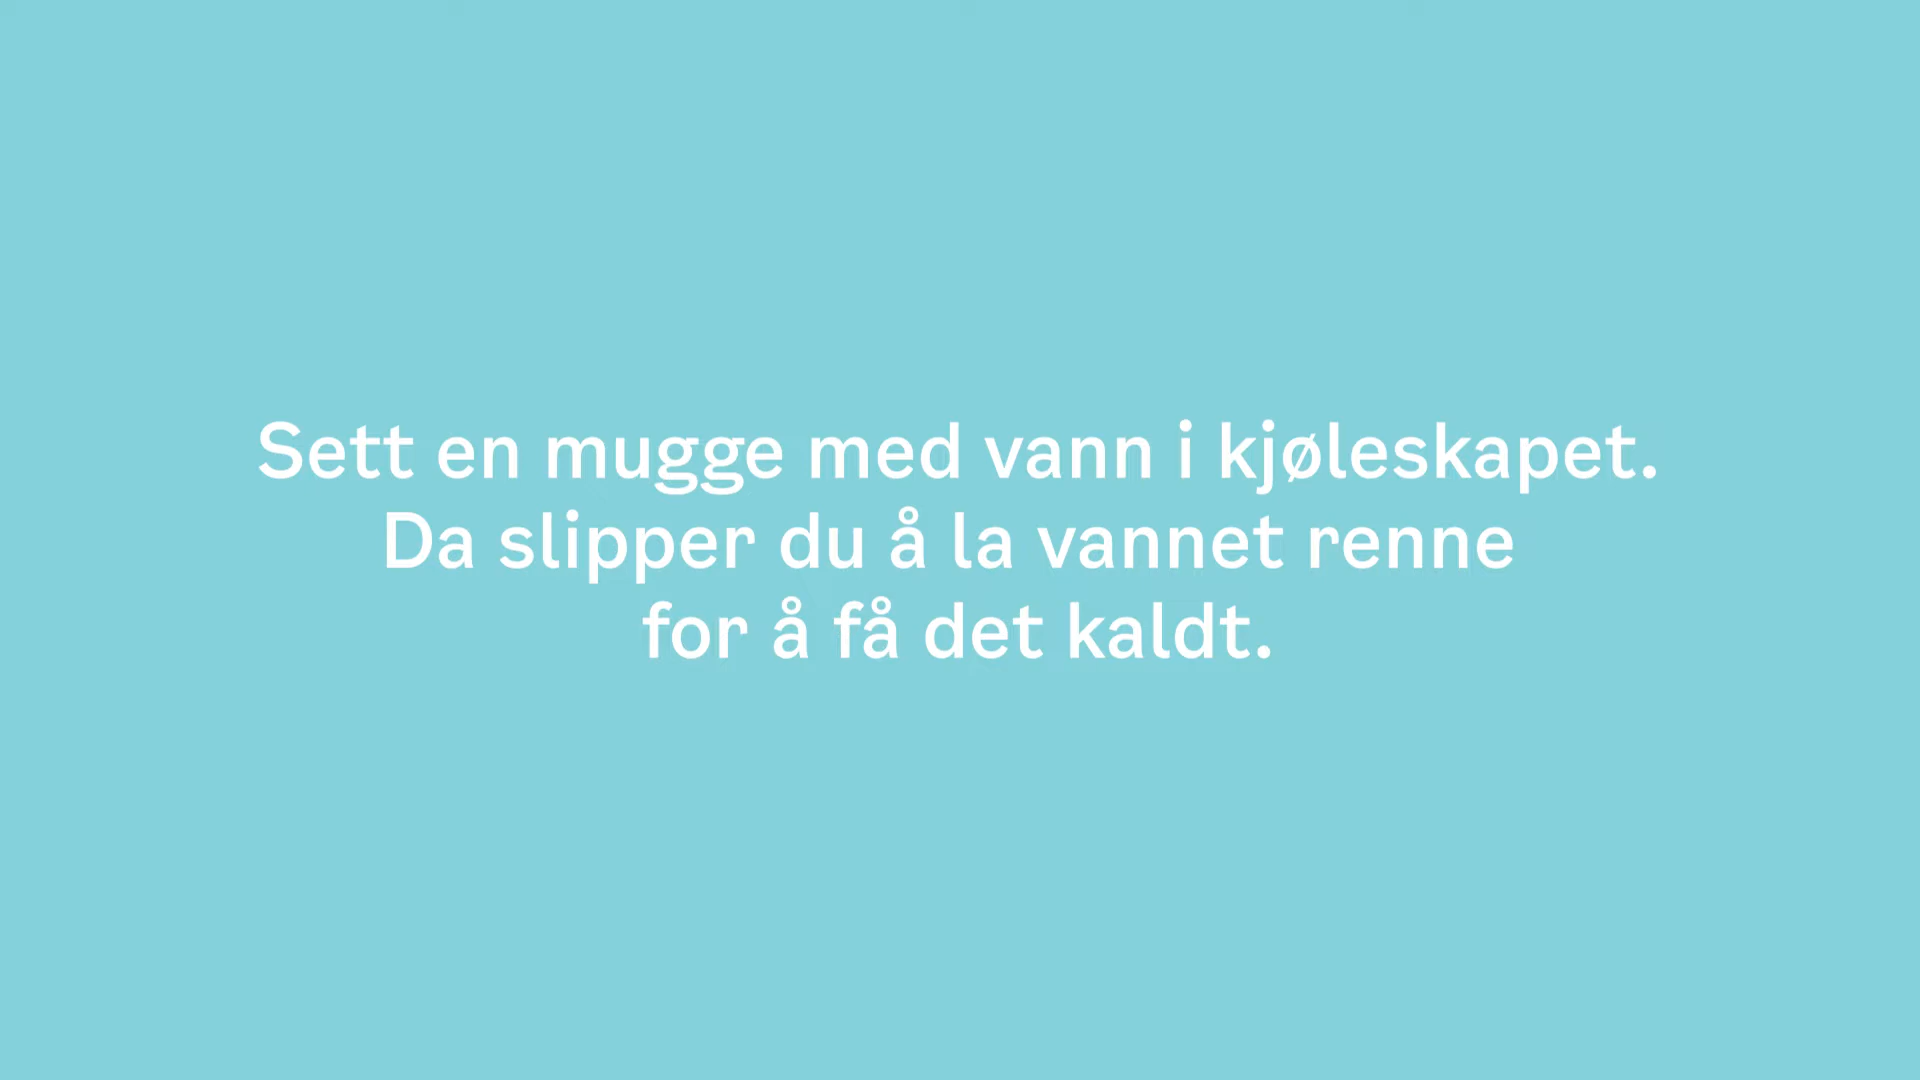 Sett en mugge med vann i kjøleskapet.
Da slipper du å la vannet renne
for å få det kaldt.